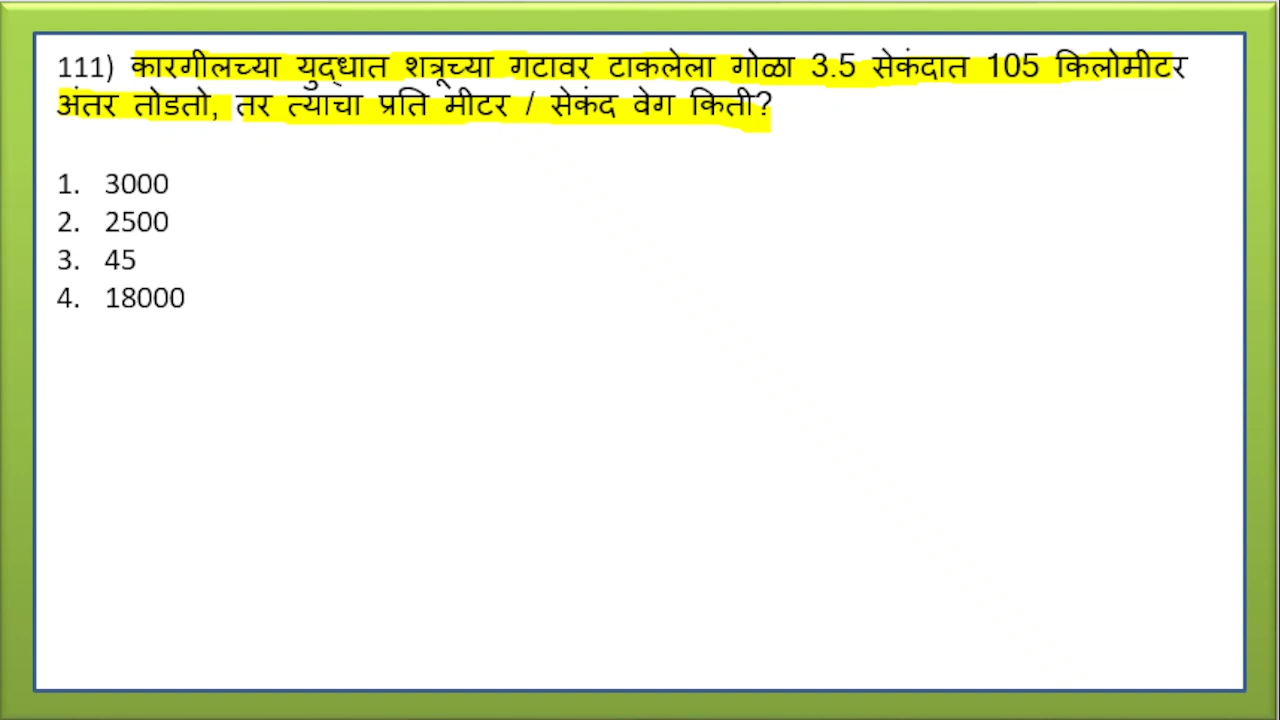 111) कारगीलच्या युद्धात शत्रूच्या गटावर टाकलेला गोळा 3.5 सेकंदात 105 किलोमीटर
अंतर तोडतो, तर त्याचा प्रति मीटर / सेकंद वेग किती?
1. 3000
2. 2500
3. 45
4. 18000